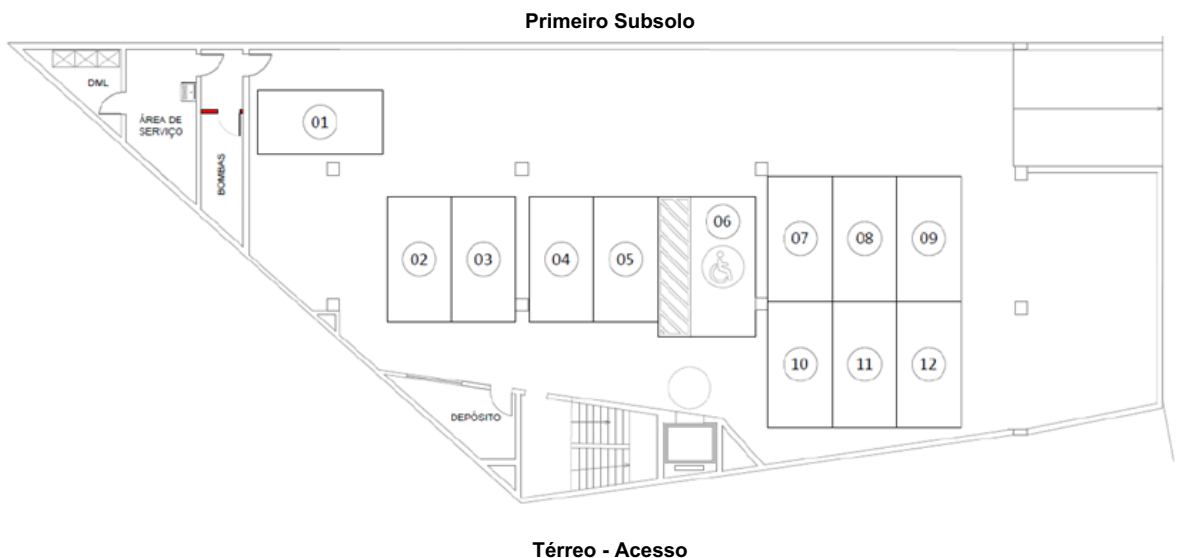 Primeiro Subsolo
DML
ÁREA DE
SERVIÇO
BOMBAS
01
02
03
04
05
06
07
08
09
10
11
12
DEPÓSITO
Térreo - Acesso